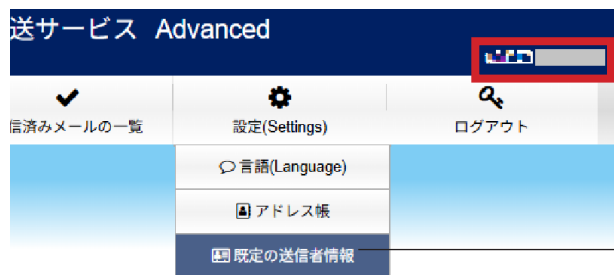 送サービス Advanced
信済みメールの一覧
設定(Settings)
ログアウト
言語(Language)
アドレス帳
既定の送信者情報